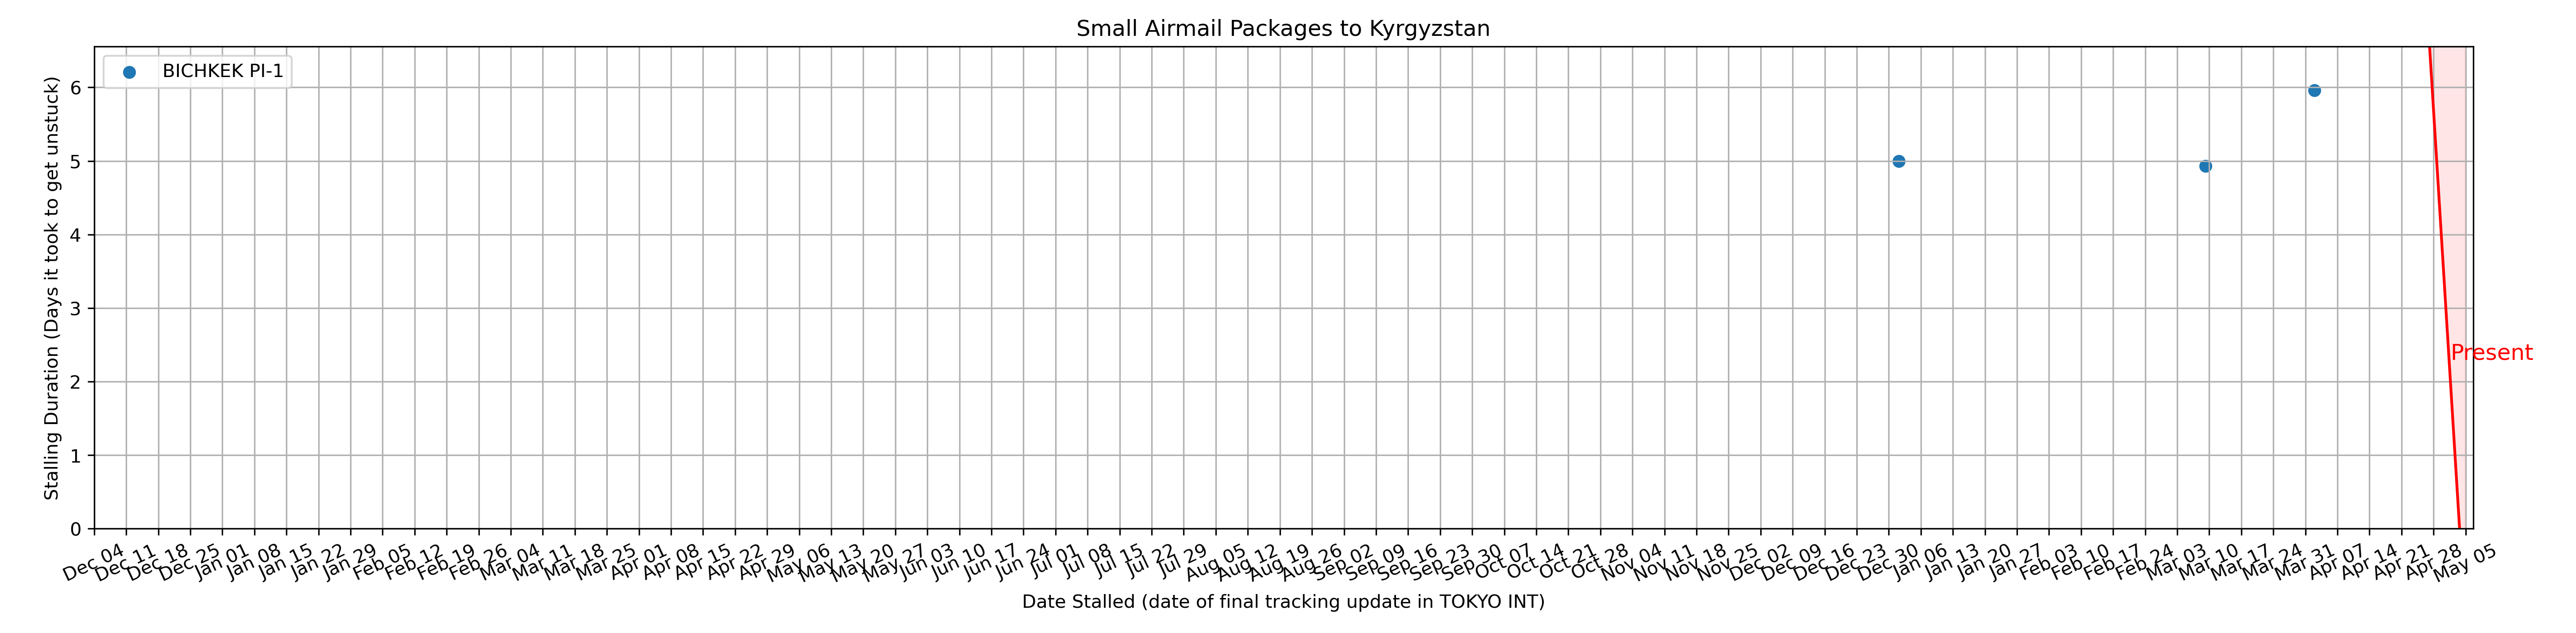 Small Airmail Packages to Kyrgyzstan
BICHKEK PI-1
Stalling Duration (Days it took to get unstuck)
6
5
4
3
2
1
0
Present
Dec 04 Dec 11 Dec 18 Dec 25 Jan 01 Jan 08 Jan 15 Jan 22 Jan 29 Feb 05 Feb 12 Feb 19 Feb 26 Mar 04 Mar 11 Mar 18 Mar 25 Apr 01 Apr 08 Apr 15 Apr 22 Apr 29 May 06 May 13 May 20 May 27 Jun 03 Jun 10 Jun 17 Jun 24 Jul 01 Jul 08 Jul 15 Jul 22 Jul 29 Aug 05 Aug 12 Aug 19 Aug 26 Sep 02 Sep 09 Sep 16 Sep 23 Sep 30 Oct 07 Oct 14 Oct 21 Oct 28 Nov 04 Nov 11 Nov 18 Nov 25 Dec 02 Dec 09 Dec 16 Dec 23 Dec 30 Jan 06 Jan 13 Jan 20 Jan 27 Feb 03 Feb 10 Feb 17 Feb 24 Mar 03 Mar 10 Mar 17 Mar 24 Mar 31 Apr 07 Apr 14 Apr 21 Apr 28 May 05
Date Stalled (date of final tracking update in TOKYO INT)